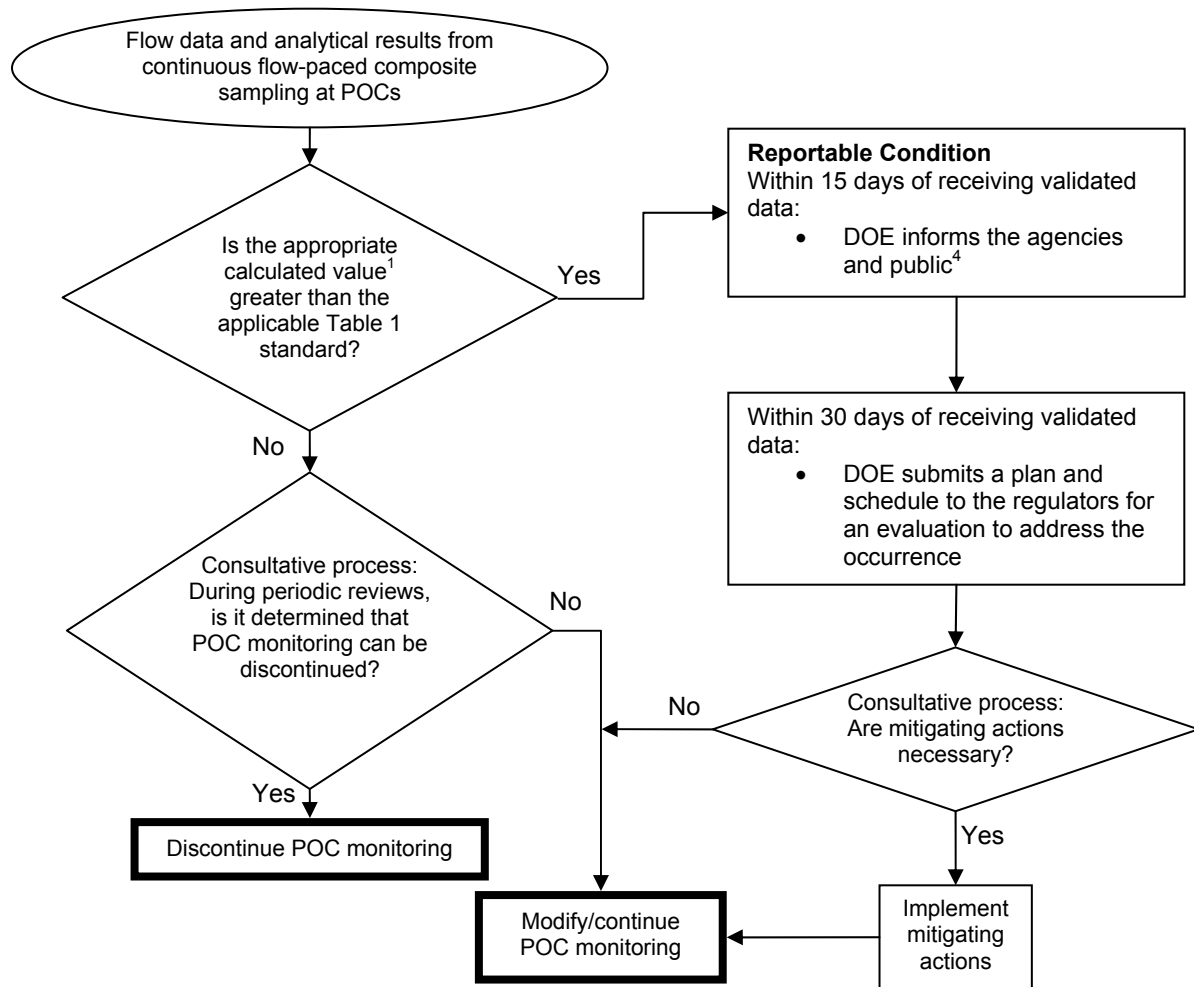 Flow data and analytical results from
continuous flow-paced composite
sampling at POCs
Is the appropriate
calculated value¹
greater than the
applicable Table 1
standard?
Yes
No
Reportable Condition
Within 15 days of receiving validated
data:
• DOE informs the agencies
and public⁴
Within 30 days of receiving validated
data:
• DOE submits a plan and
schedule to the regulators for
an evaluation to address the
occurrence
Consultative process:
During periodic reviews,
is it determined that
POC monitoring can be
discontinued?
No
Yes
Consultative process:
Are mitigating actions
necessary?
No
Yes
Discontinue POC monitoring
Modify/continue
POC monitoring
Implement
mitigating
actions